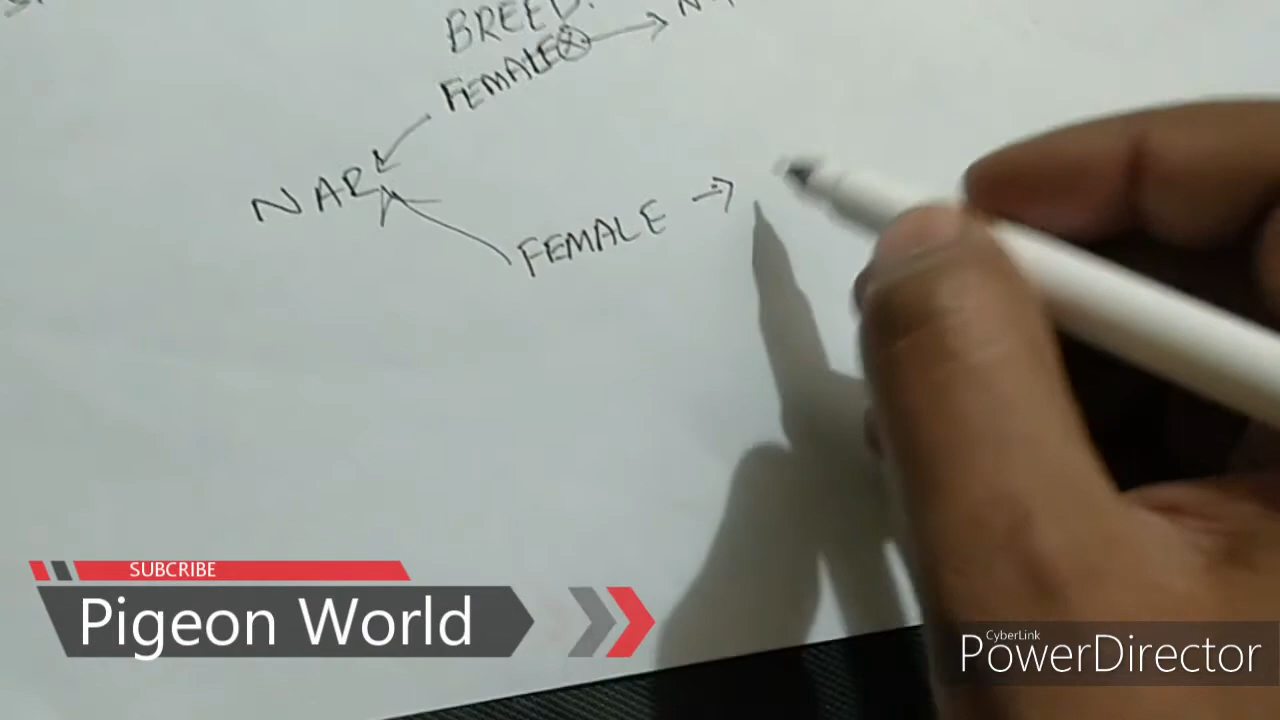 BREED.
FEMALE
NAR
FEMALE →
SUBCRIBE
Pigeon World
CyberLink
PowerDirector